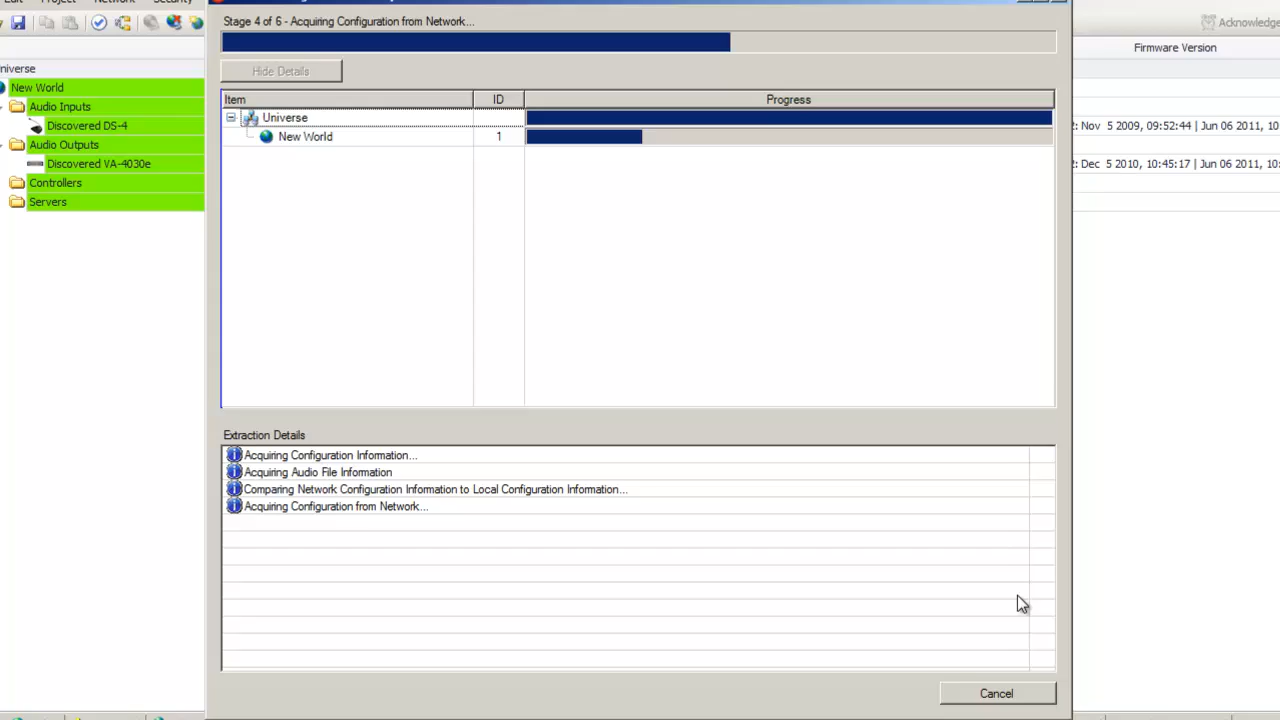 Project
Network
Security
Stage 4 of 6 - Acquiring Configuration from Network...
Acknowledge
Hide Details
Firmware Version
Item ID Progress
Universe
New World 1
New World
Audio Inputs
Discovered DS-4
Audio Outputs
Discovered VA-4030e
Controllers
Servers
2: Nov 5 2009, 09:52:44 | Jun 06 2011, 10
2: Dec 5 2010, 10:45:17 | Jun 06 2011, 10:
Extraction Details
Acquiring Configuration Information...
Acquiring Audio File Information
Comparing Network Configuration Information to Local Configuration Information...
Acquiring Configuration from Network...
Cancel